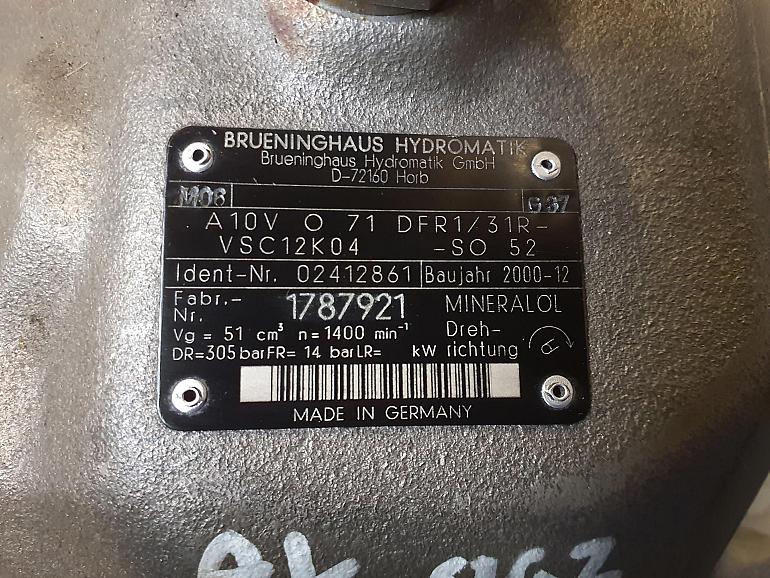 BRUENINGHAUS HYDROMATIK
Brueninghaus Hydromatik GmbH
D-72160 Horb
M06 G37
A10V O 71 DFR1/31R-
VSC12K04 -SO 52
Ident-Nr. 02412861 Baujahr 2000-12
Fabr.-Nr. 1787921 MINERALÖL
Vg = 51 cm³ n = 1400 min⁻¹ Dreh-
DR=305 bar FR= 14 bar LR= kW richtung
MADE IN GERMANY